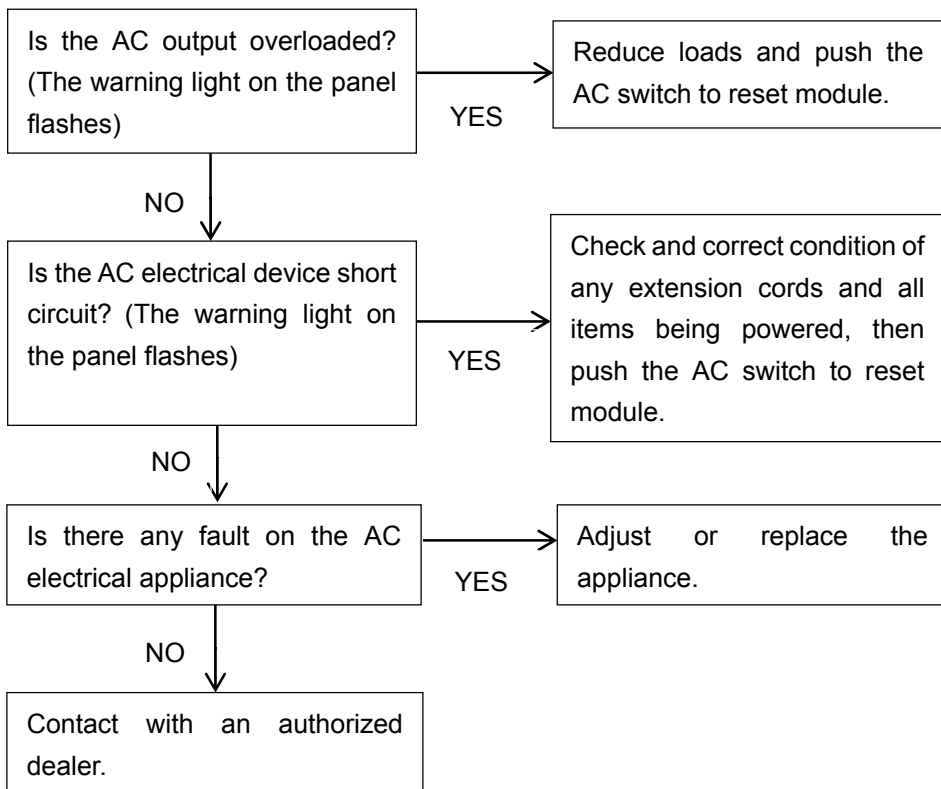 Is the AC output overloaded?
(The warning light on the panel
flashes)
YES
Reduce loads and push the
AC switch to reset module.
NO
Is the AC electrical device short
circuit? (The warning light on
the panel flashes)
YES
Check and correct condition of
any extension cords and all
items being powered, then
push the AC switch to reset
module.
NO
Is there any fault on the AC
electrical appliance?
YES
Adjust or replace the
appliance.
NO
Contact with an authorized
dealer.